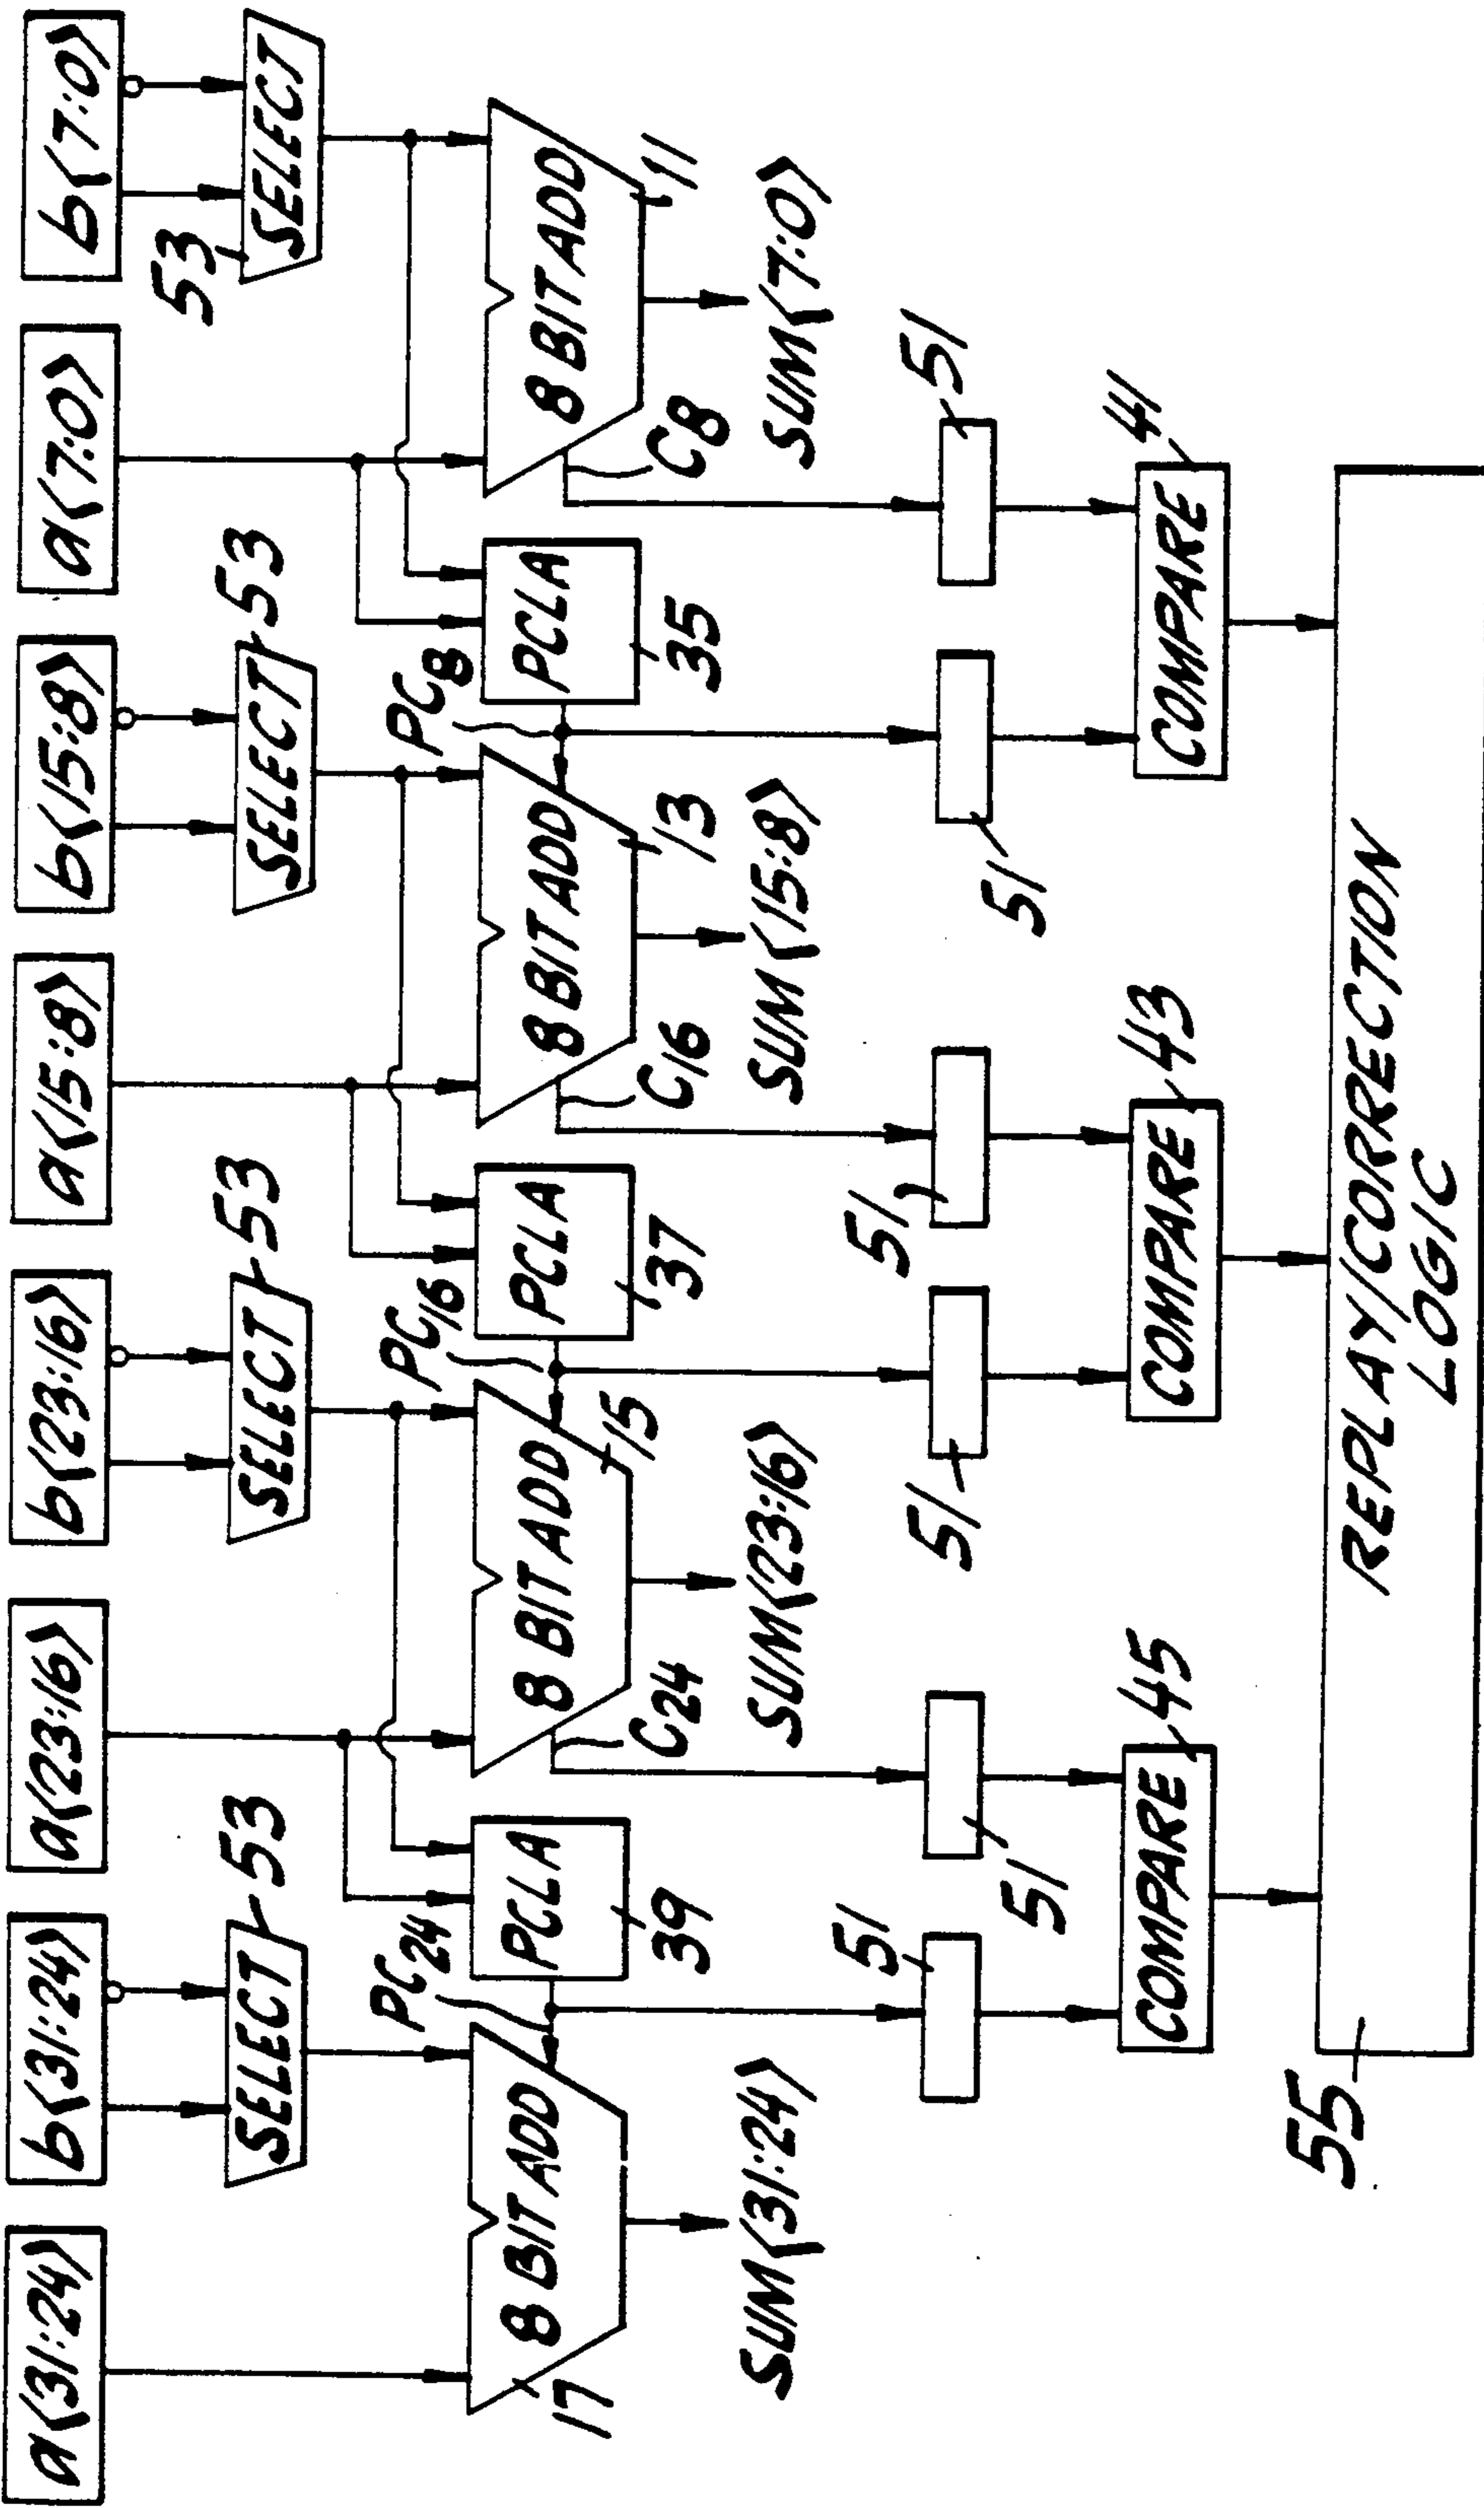 a⟨31:24⟩ b⟨31:24⟩ a⟨23:16⟩ b⟨23:16⟩ a⟨15:8⟩ b⟨15:8⟩ a⟨7:0⟩ b⟨7:0⟩
53 53 53 53
SELECT SELECT SELECT SELECT
PC24 PC16 PC8
8 BIT ADD PCLA 8 BIT ADD PCLA 8 BIT ADD PCLA 8 BIT ADD
17 39 15 37 13 35 11
C24 C16 C8
SUM⟨31:24⟩ SUM⟨23:16⟩ SUM⟨15:8⟩ SUM⟨7:0⟩
51 51 51 51 51 51
COMPARE 45 COMPARE 43 COMPARE 41
55
REPLAY/CORRECTION
LOGIC